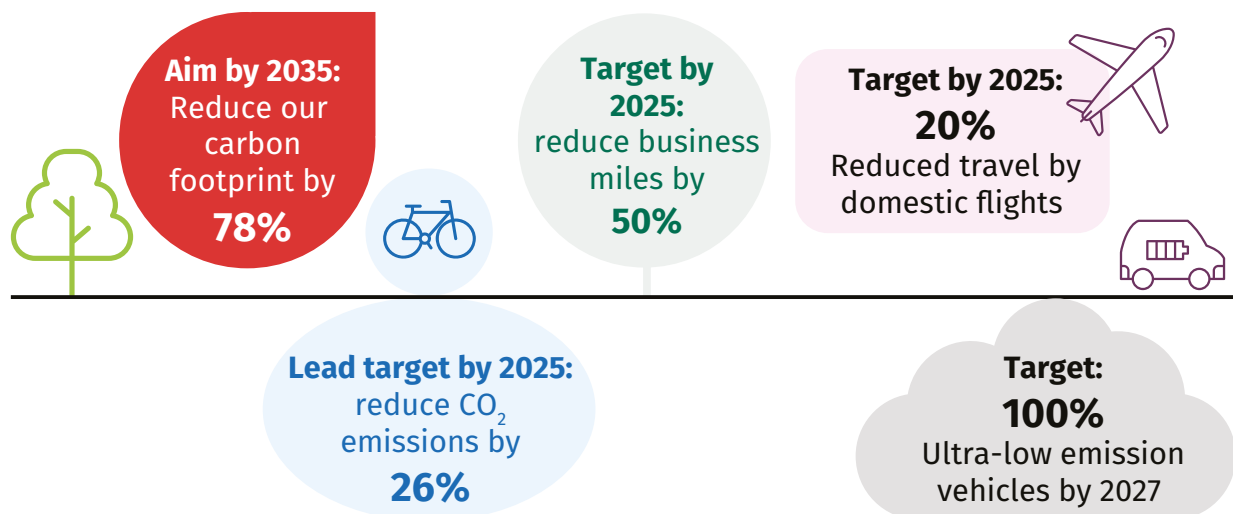 Aim by 2035:
Reduce our
carbon
footprint by
78%
Target by
2025:
reduce business
miles by
50%
Target by 2025:
20%
Reduced travel by
domestic flights
Lead target by 2025:
reduce CO₂
emissions by
26%
Target:
100%
Ultra-low emission
vehicles by 2027